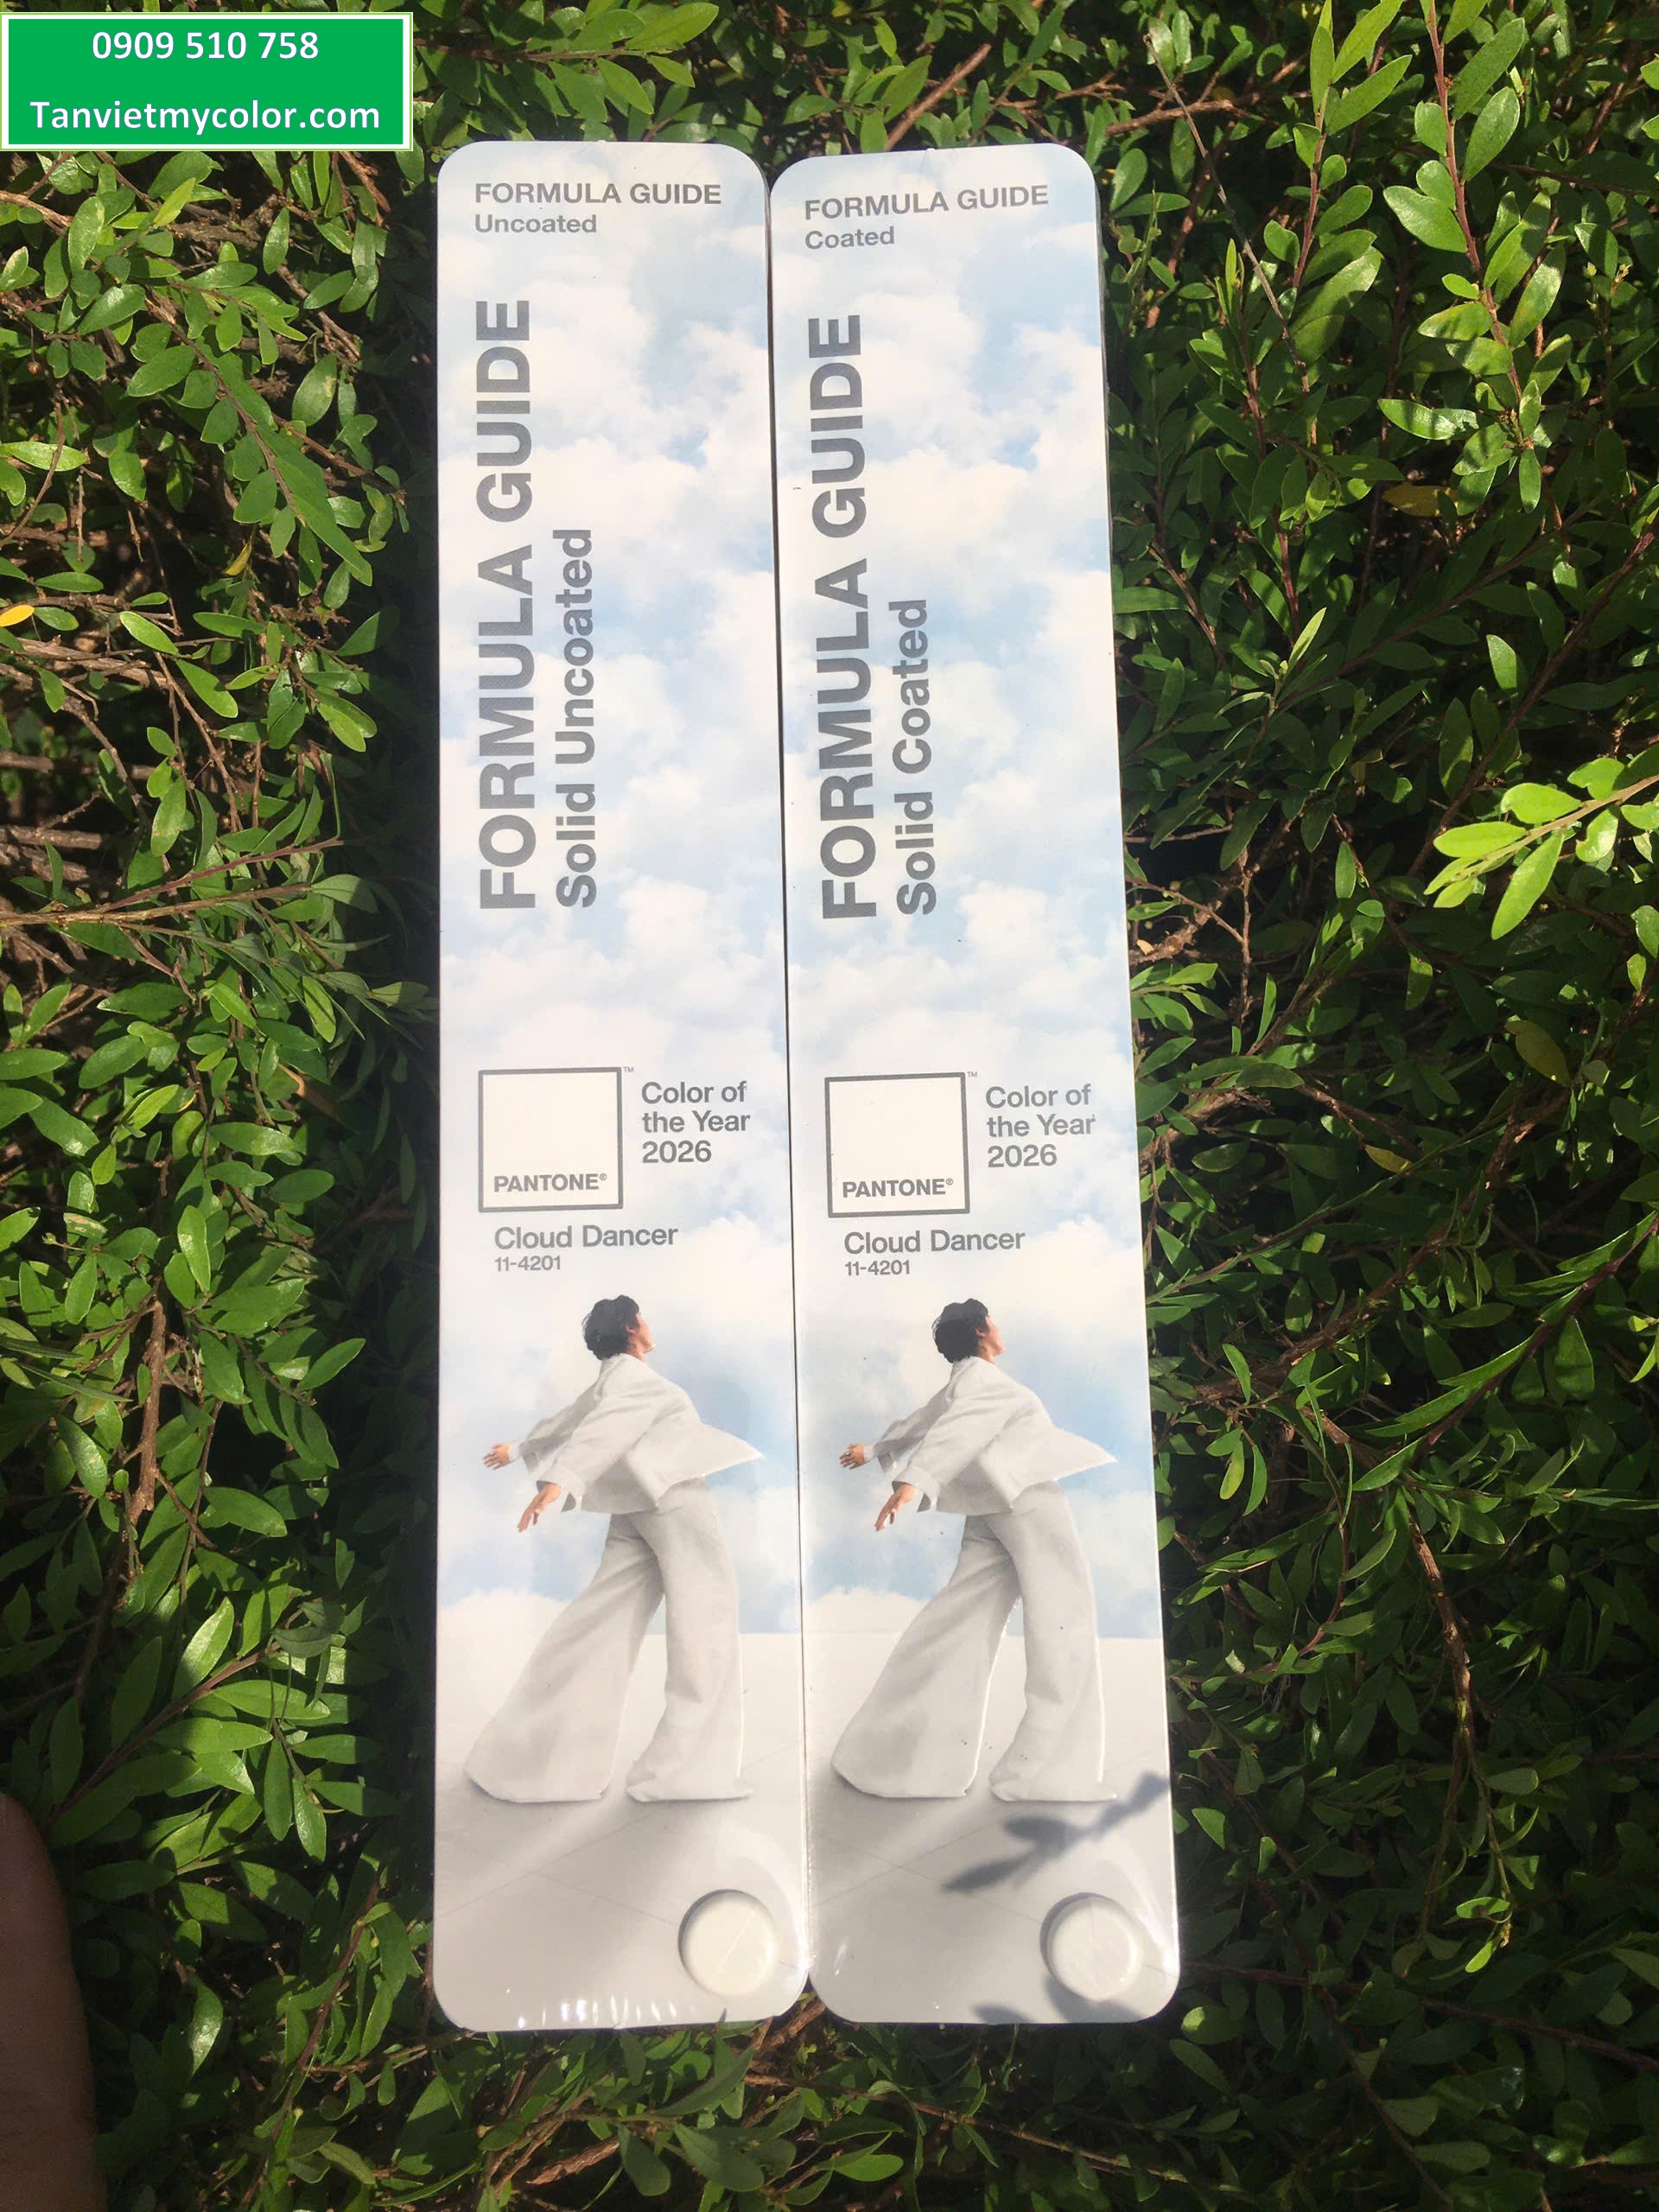 0909 510 758
Tanvietmycolor.com
FORMULA GUIDE
Uncoated
FORMULA GUIDE
Solid Uncoated
PANTONE®
™
Color of
the Year
2026
Cloud Dancer
11-4201
FORMULA GUIDE
Coated
FORMULA GUIDE
Solid Coated
PANTONE®
™
Color of
the Year
2026
Cloud Dancer
11-4201